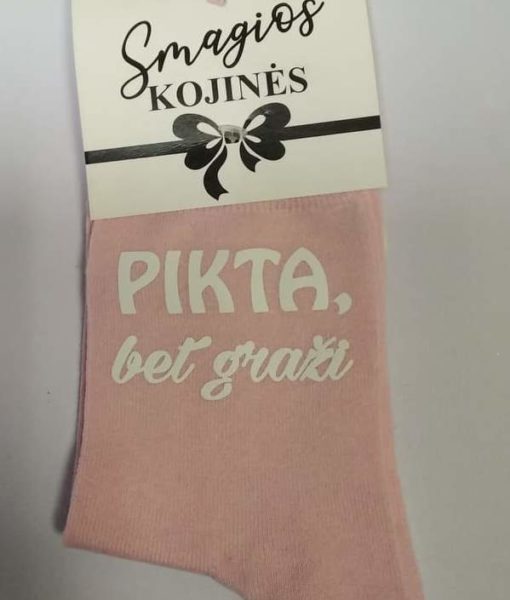 Smagios
KOJINĖS
PIKTA,
bet graži